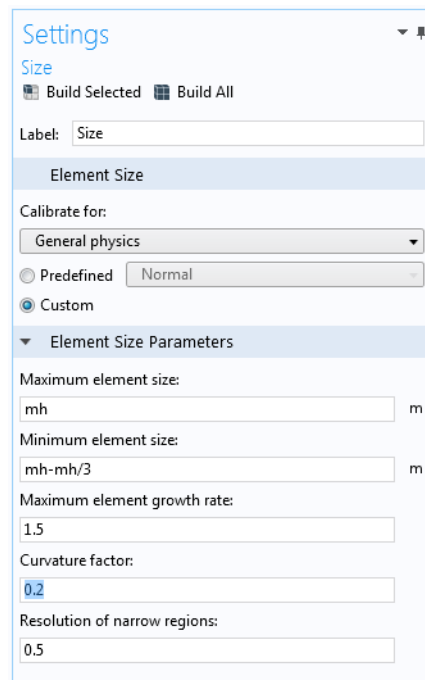 Settings
Size
Build Selected Build All
Label: Size
Element Size
Calibrate for:
General physics
Predefined Normal
Custom
Element Size Parameters
Maximum element size:
mh m
Minimum element size:
mh-mh/3 m
Maximum element growth rate:
1.5
Curvature factor:
0.2
Resolution of narrow regions:
0.5